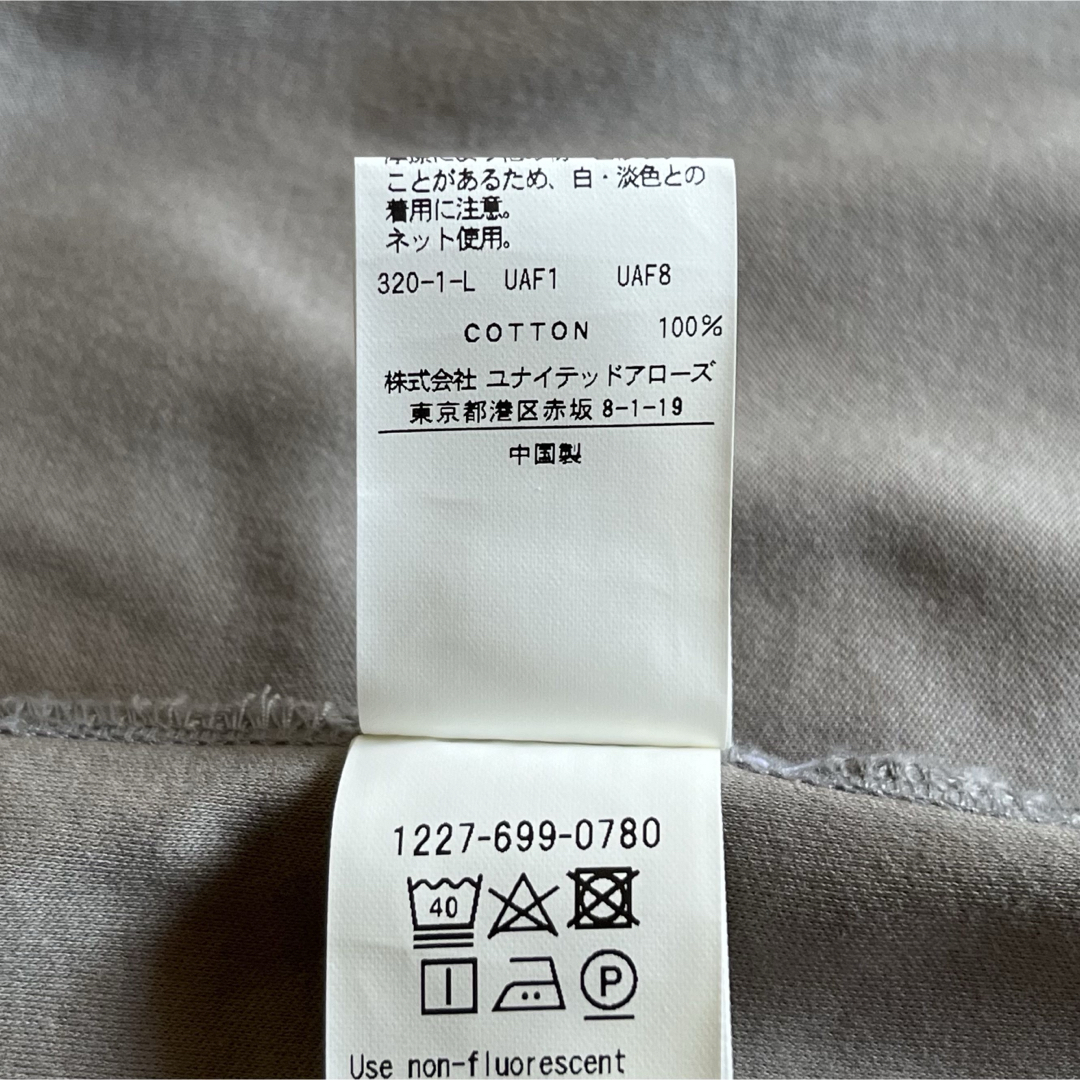 ことがあるため、白・淡色との
着用に注意。
ネット使用。
320-1-L UAF1 UAF8
COTTON 100%
株式会社 ユナイテッドアローズ
東京都港区赤坂 8-1-19
中国製
1227-699-0780
40
P
Use non-fluorescent